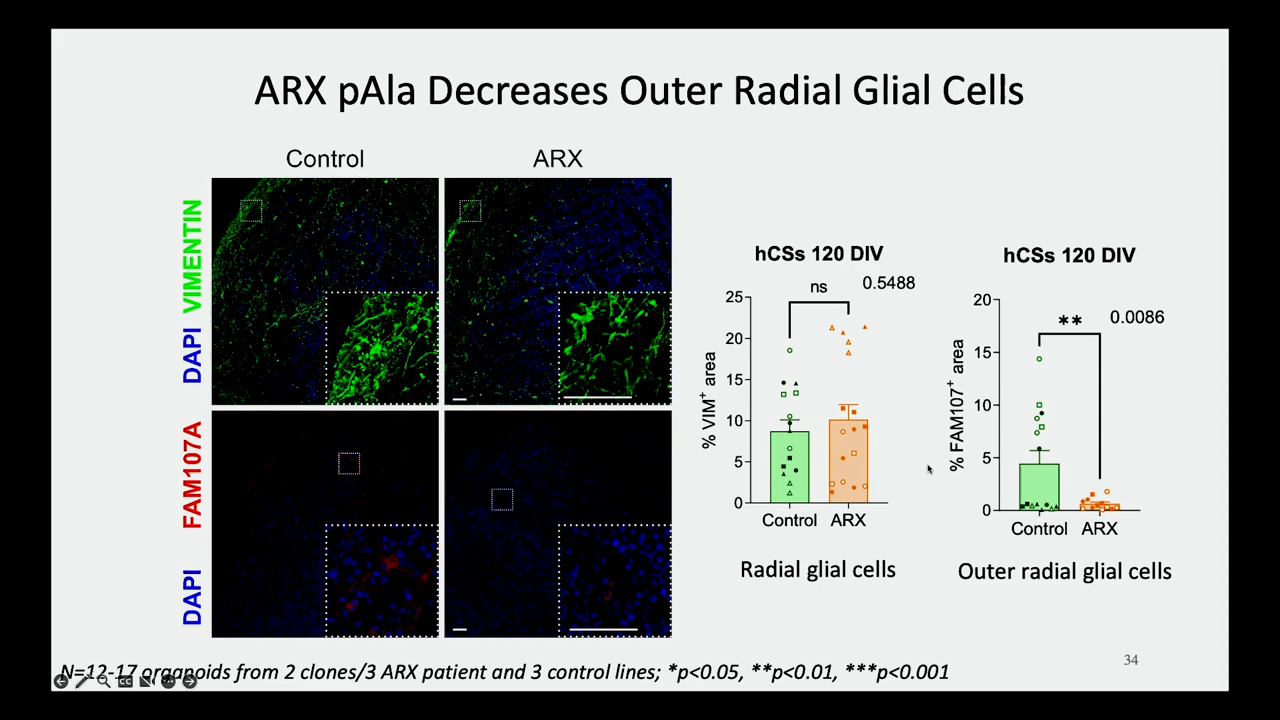 ARX pAla Decreases Outer Radial Glial Cells
Control
ARX
DAPI VIMENTIN
DAPI FAM107A
hCSs 120 DIV
ns
0.5488
25
20
15
10
5
0
% VIM+ area
Control
ARX
Radial glial cells
hCSs 120 DIV
**
0.0086
20
15
10
5
0
% FAM107+ area
Control
ARX
Outer radial glial cells
N=12-17 organoids from 2 clones/3 ARX patient and 3 control lines; *p<0.05, **p<0.01, ***p<0.001
34
CC